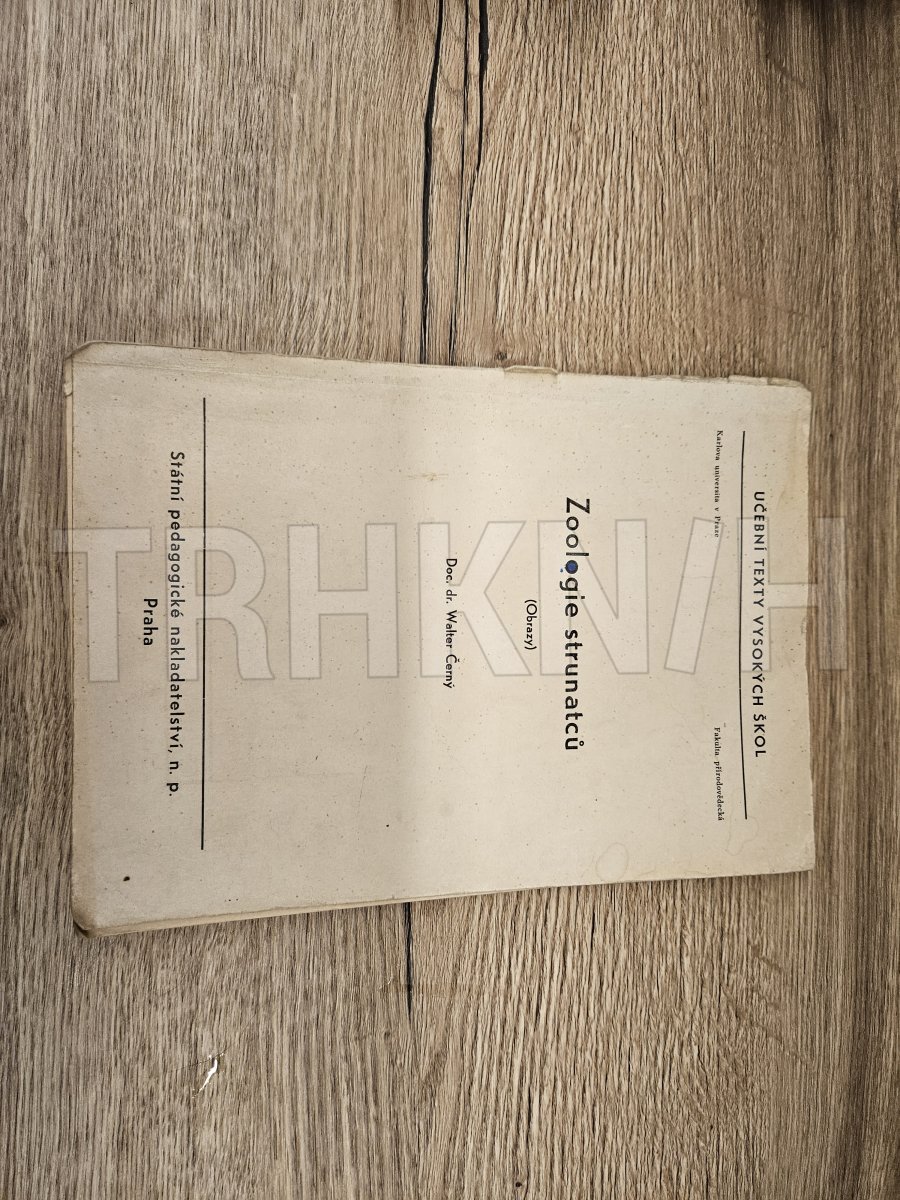 UČEBNÍ TEXTY VYSOKÝCH ŠKOL
Karlova universita v Praze
Fakulta přírodovědecká
Zoologie strunatců
(Obrazy)
Doc. dr. Walter Černý
Státní pedagogické nakladatelství, n. p.
Praha
TRHKNIH